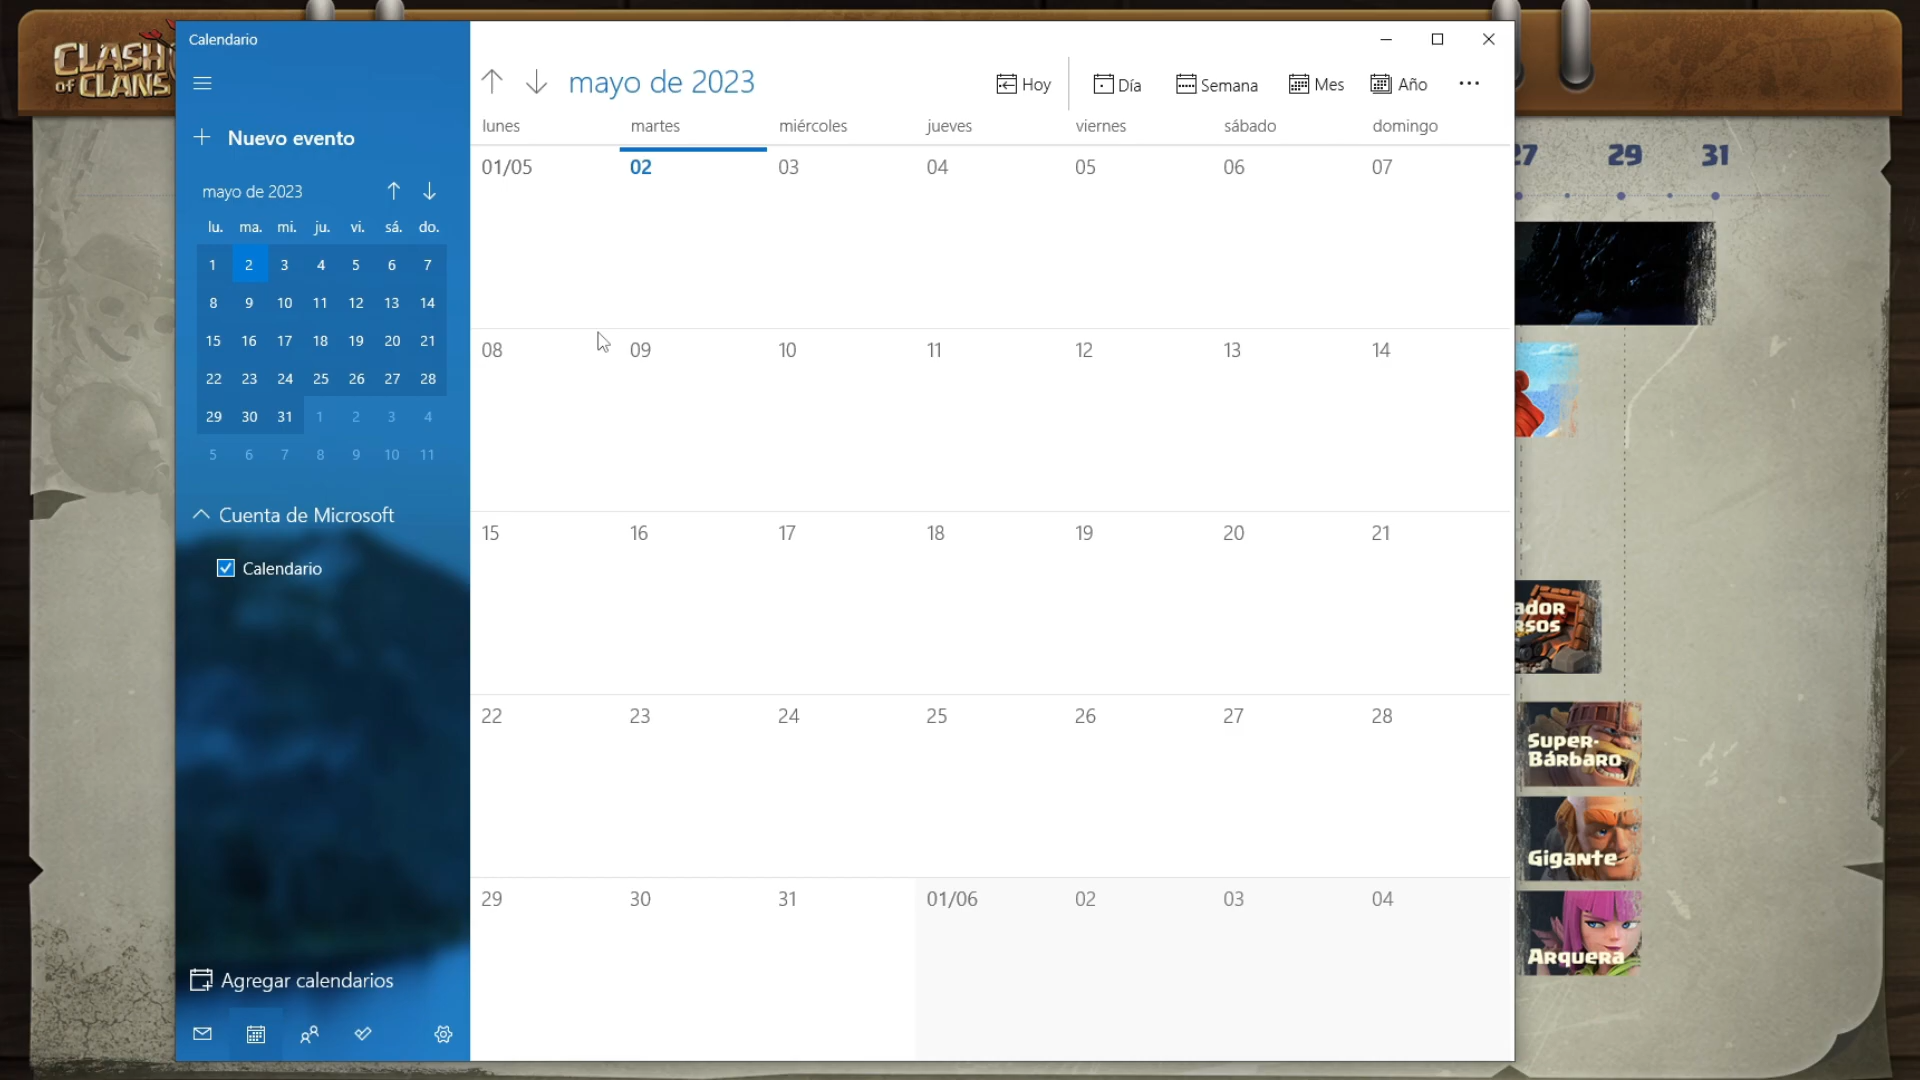 CLASH
of CLANS
Calendario
Nuevo evento
mayo de 2023
lu. ma. mi. ju. vi. sá. do.
1 2 3 4 5 6 7
8 9 10 11 12 13 14
15 16 17 18 19 20 21
22 23 24 25 26 27 28
29 30 31 1 2 3 4
5 6 7 8 9 10 11
Cuenta de Microsoft
Calendario
Agregar calendarios
mayo de 2023
Hoy Día Semana Mes Año
lunes martes miércoles jueves viernes sábado domingo
01/05 02 03 04 05 06 07
08 09 10 11 12 13 14
15 16 17 18 19 20 21
22 23 24 25 26 27 28
29 30 31 01/06 02 03 04
27 29 31
Super-
Bárbaro
Gigante
Arquera